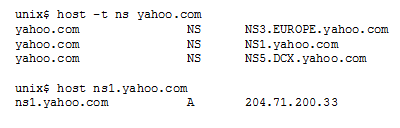 unix$ host -t ns yahoo.com
yahoo.com NS NS3.EUROPE.yahoo.com
yahoo.com NS NS1.yahoo.com
yahoo.com NS NS5.DCX.yahoo.com
unix$ host ns1.yahoo.com
ns1.yahoo.com A 204.71.200.33